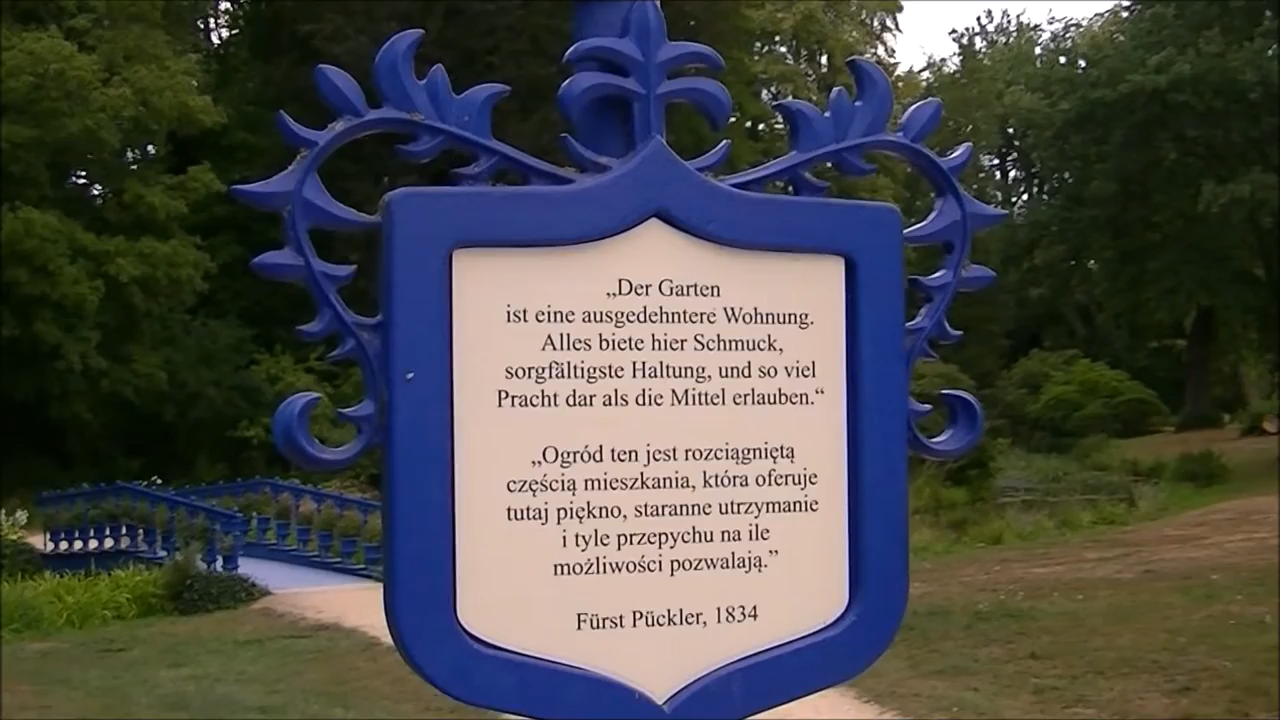 „Der Garten
ist eine ausgedehntere Wohnung.
Alles biete hier Schmuck,
sorgfältigste Haltung, und so viel
Pracht dar als die Mittel erlauben.“
„Ogród ten jest rozciągniętą
częścią mieszkania, która oferuje
tutaj piękno, staranne utrzymanie
i tyle przepychu na ile
możliwości pozwalają.”
Fürst Pückler, 1834